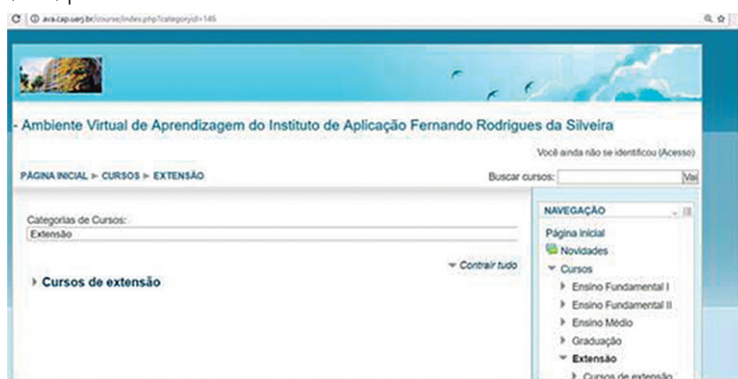 ava.cap.uerj.br/course/index.php?categoryid=145
- Ambiente Virtual de Aprendizagem do Instituto de Aplicação Fernando Rodrigues da Silveira
Você ainda não se identificou (Acesso)
PÁGINA INICIAL ► CURSOS ► EXTENSÃO
Buscar cursos: Vai
Categorias de Cursos:
Extensão
Contrair tudo
Cursos de extensão
NAVEGAÇÃO
Página inicial
Novidades
Cursos
Ensino Fundamental I
Ensino Fundamental II
Ensino Médio
Graduação
Extensão
Cursos de extensão